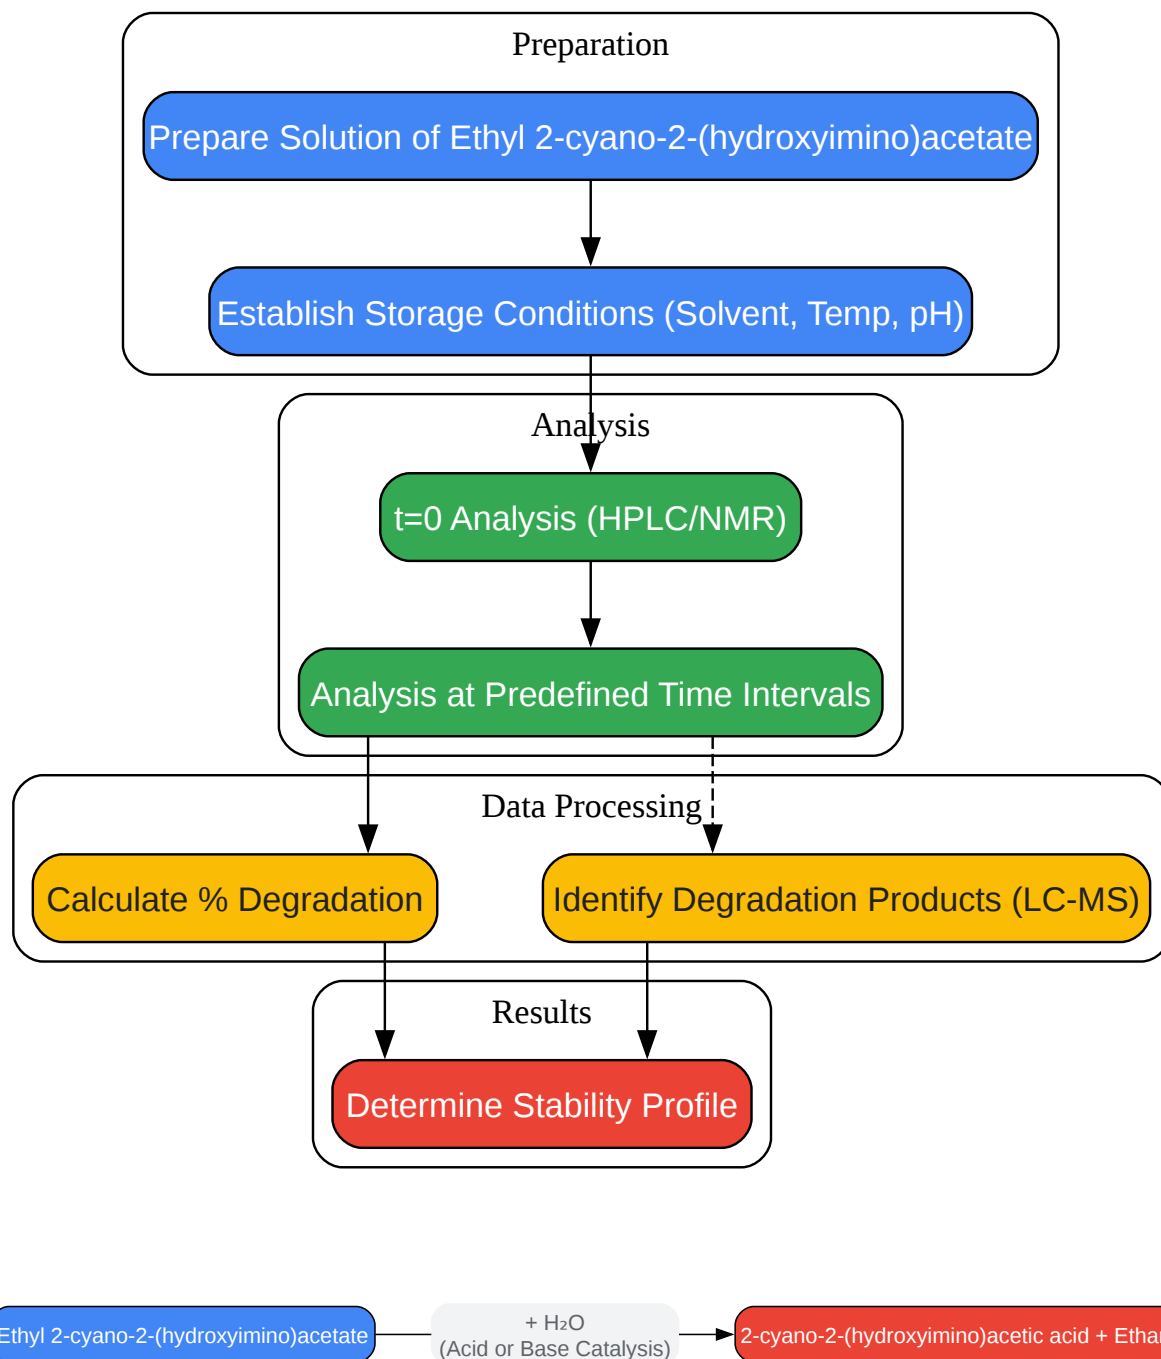 Preparation
Prepare Solution of Ethyl 2-cyano-2-(hydroxyimino)acetate
Establish Storage Conditions (Solvent, Temp, pH)
Analysis
t=0 Analysis (HPLC/NMR)
Analysis at Predefined Time Intervals
Data Processing
Calculate % Degradation
Identify Degradation Products (LC-MS)
Results
Determine Stability Profile
Ethyl 2-cyano-2-(hydroxyimino)acetate
+ H₂O
(Acid or Base Catalysis)
2-cyano-2-(hydroxyimino)acetic acid +